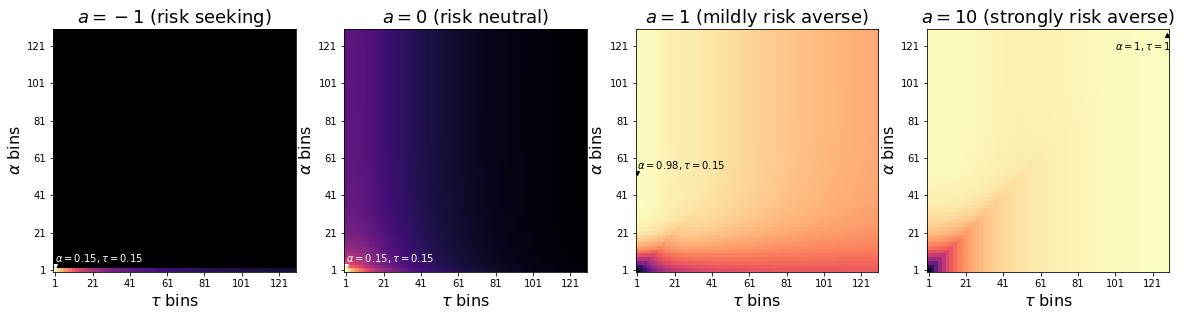 a = −1 (risk seeking)
121
101
81
61
41
21
1
α bins
α = 0.15, τ = 0.15
1 21 41 61 81 101 121
τ bins
a = 0 (risk neutral)
121
101
81
61
41
21
1
α bins
α = 0.15, τ = 0.15
1 21 41 61 81 101 121
τ bins
a = 1 (mildly risk averse)
121
101
81
61
41
21
1
α bins
α = 0.98, τ = 0.15
1 21 41 61 81 101 121
τ bins
a = 10 (strongly risk averse)
121
101
81
61
41
21
1
α bins
α = 1, τ = 1
1 21 41 61 81 101 121
τ bins